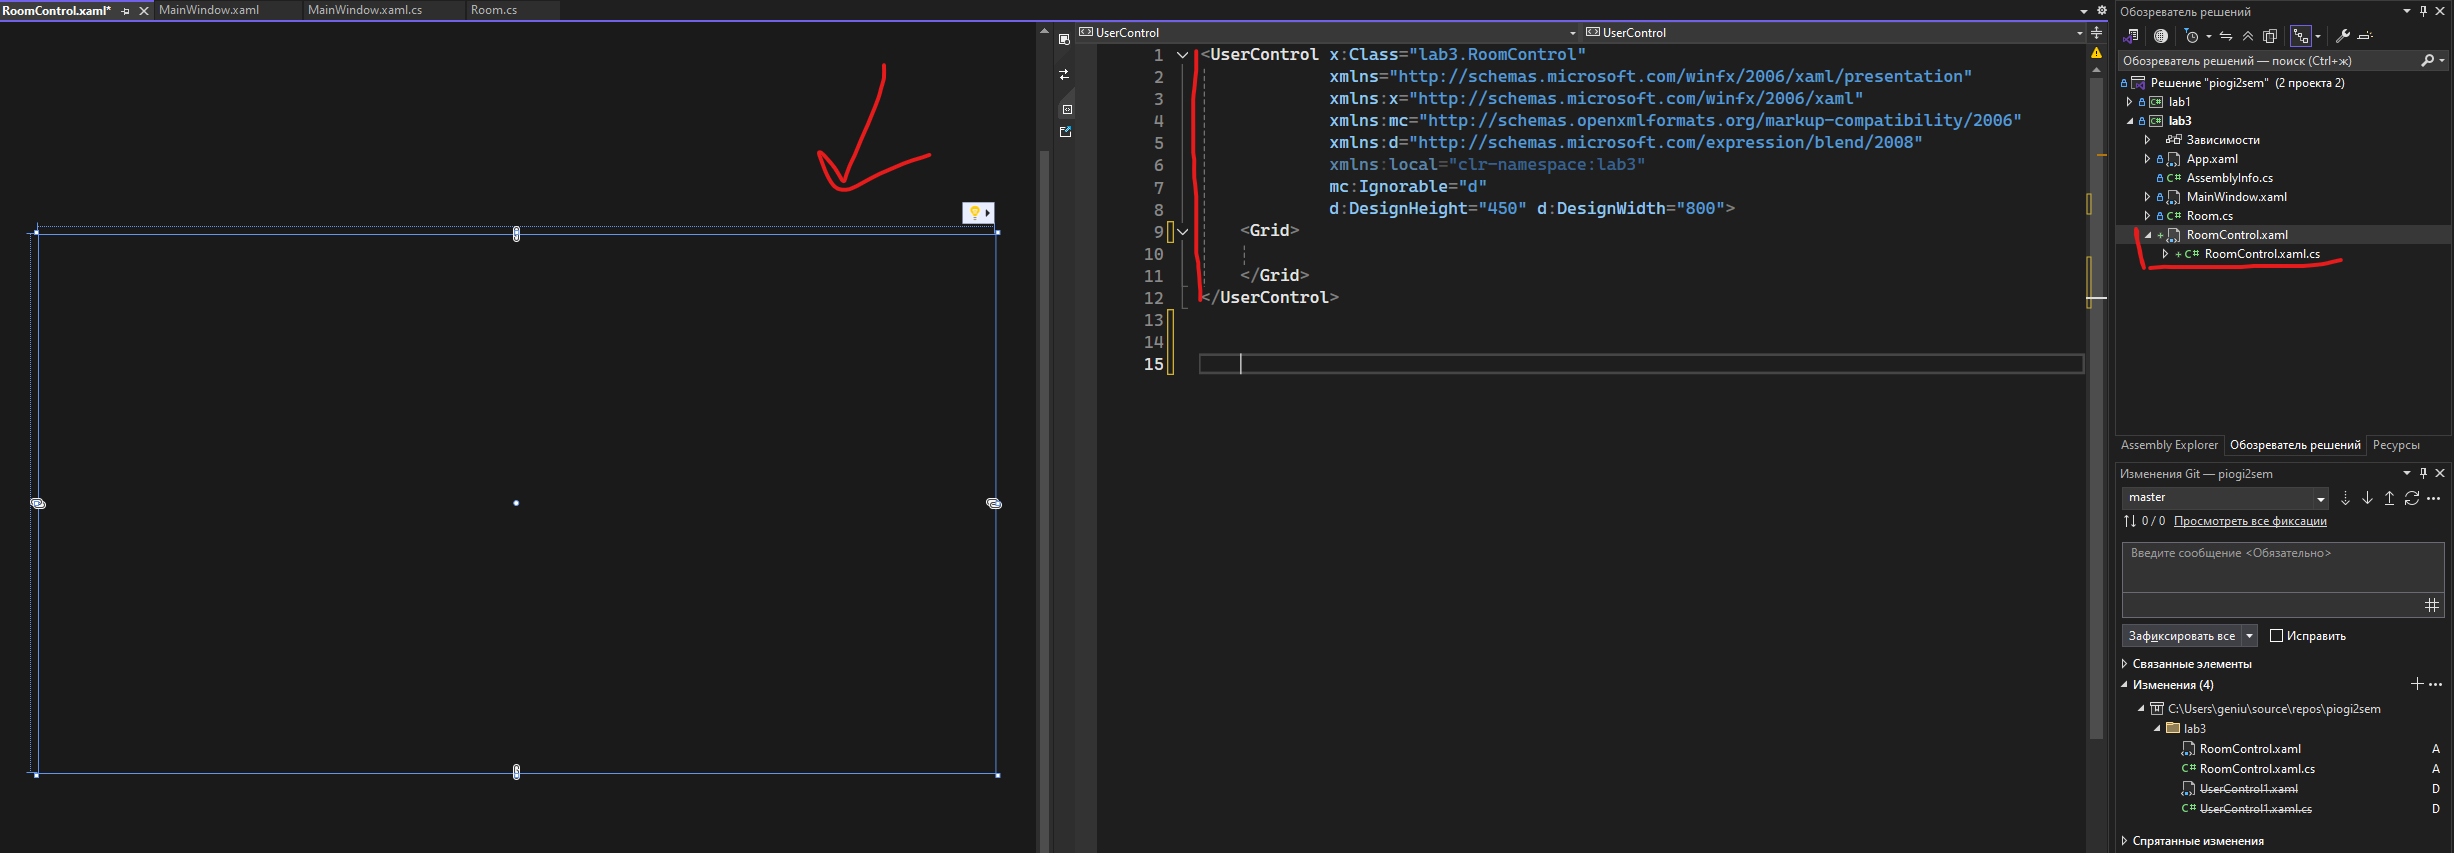 RoomControl.xaml* MainWindow.xaml MainWindow.xaml.cs Room.cs
UserControl UserControl
1 <UserControl x:Class="lab3.RoomControl"
2 xmlns="http://schemas.microsoft.com/winfx/2006/xaml/presentation"
3 xmlns:x="http://schemas.microsoft.com/winfx/2006/xaml"
4 xmlns:mc="http://schemas.openxmlformats.org/markup-compatibility/2006"
5 xmlns:d="http://schemas.microsoft.com/expression/blend/2008"
6 xmlns:local="clr-namespace:lab3"
7 mc:Ignorable="d"
8 d:DesignHeight="450" d:DesignWidth="800">
9 <Grid>
10
11 </Grid>
12 </UserControl>
13
14
15
Обозреватель решений
Обозреватель решений — поиск (Ctrl+ж)
Решение "piogi2sem" (2 проекта 2)
C# lab1
C# lab3
Зависимости
App.xaml
C# AssemblyInfo.cs
MainWindow.xaml
C# Room.cs
RoomControl.xaml
C# RoomControl.xaml.cs
Assembly Explorer Обозреватель решений Ресурсы
Изменения Git — piogi2sem
master
0 / 0 Просмотреть все фиксации
Введите сообщение <Обязательно>
Зафиксировать все Исправить
Связанные элементы
Изменения (4)
C:\Users\geniu\source\repos\piogi2sem
lab3
RoomControl.xaml A
C# RoomControl.xaml.cs A
UserControl1.xaml D
C# UserControl1.xaml.cs D
Спрятанные изменения